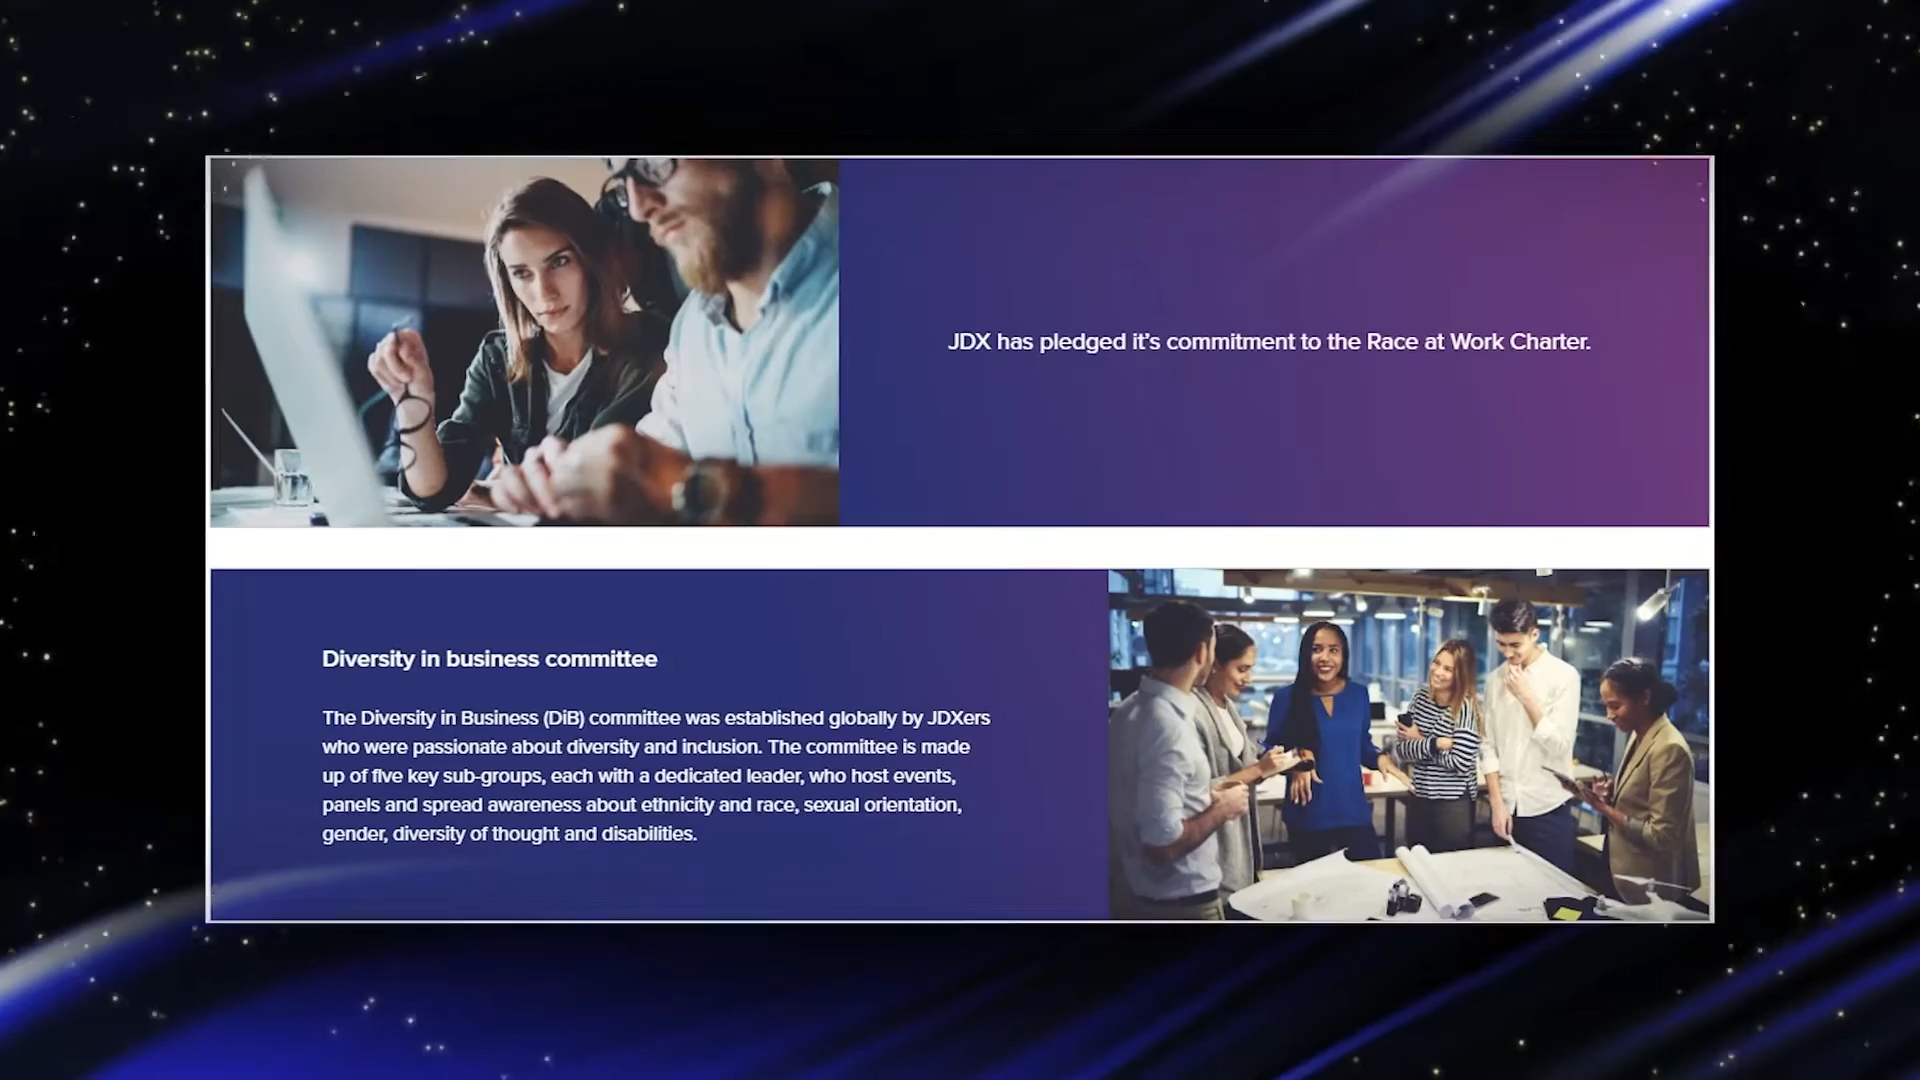 JDX has pledged it’s commitment to the Race at Work Charter.
Diversity in business committee
The Diversity in Business (DiB) committee was established globally by JDXers
who were passionate about diversity and inclusion. The committee is made
up of five key sub-groups, each with a dedicated leader, who host events,
panels and spread awareness about ethnicity and race, sexual orientation,
gender, diversity of thought and disabilities.